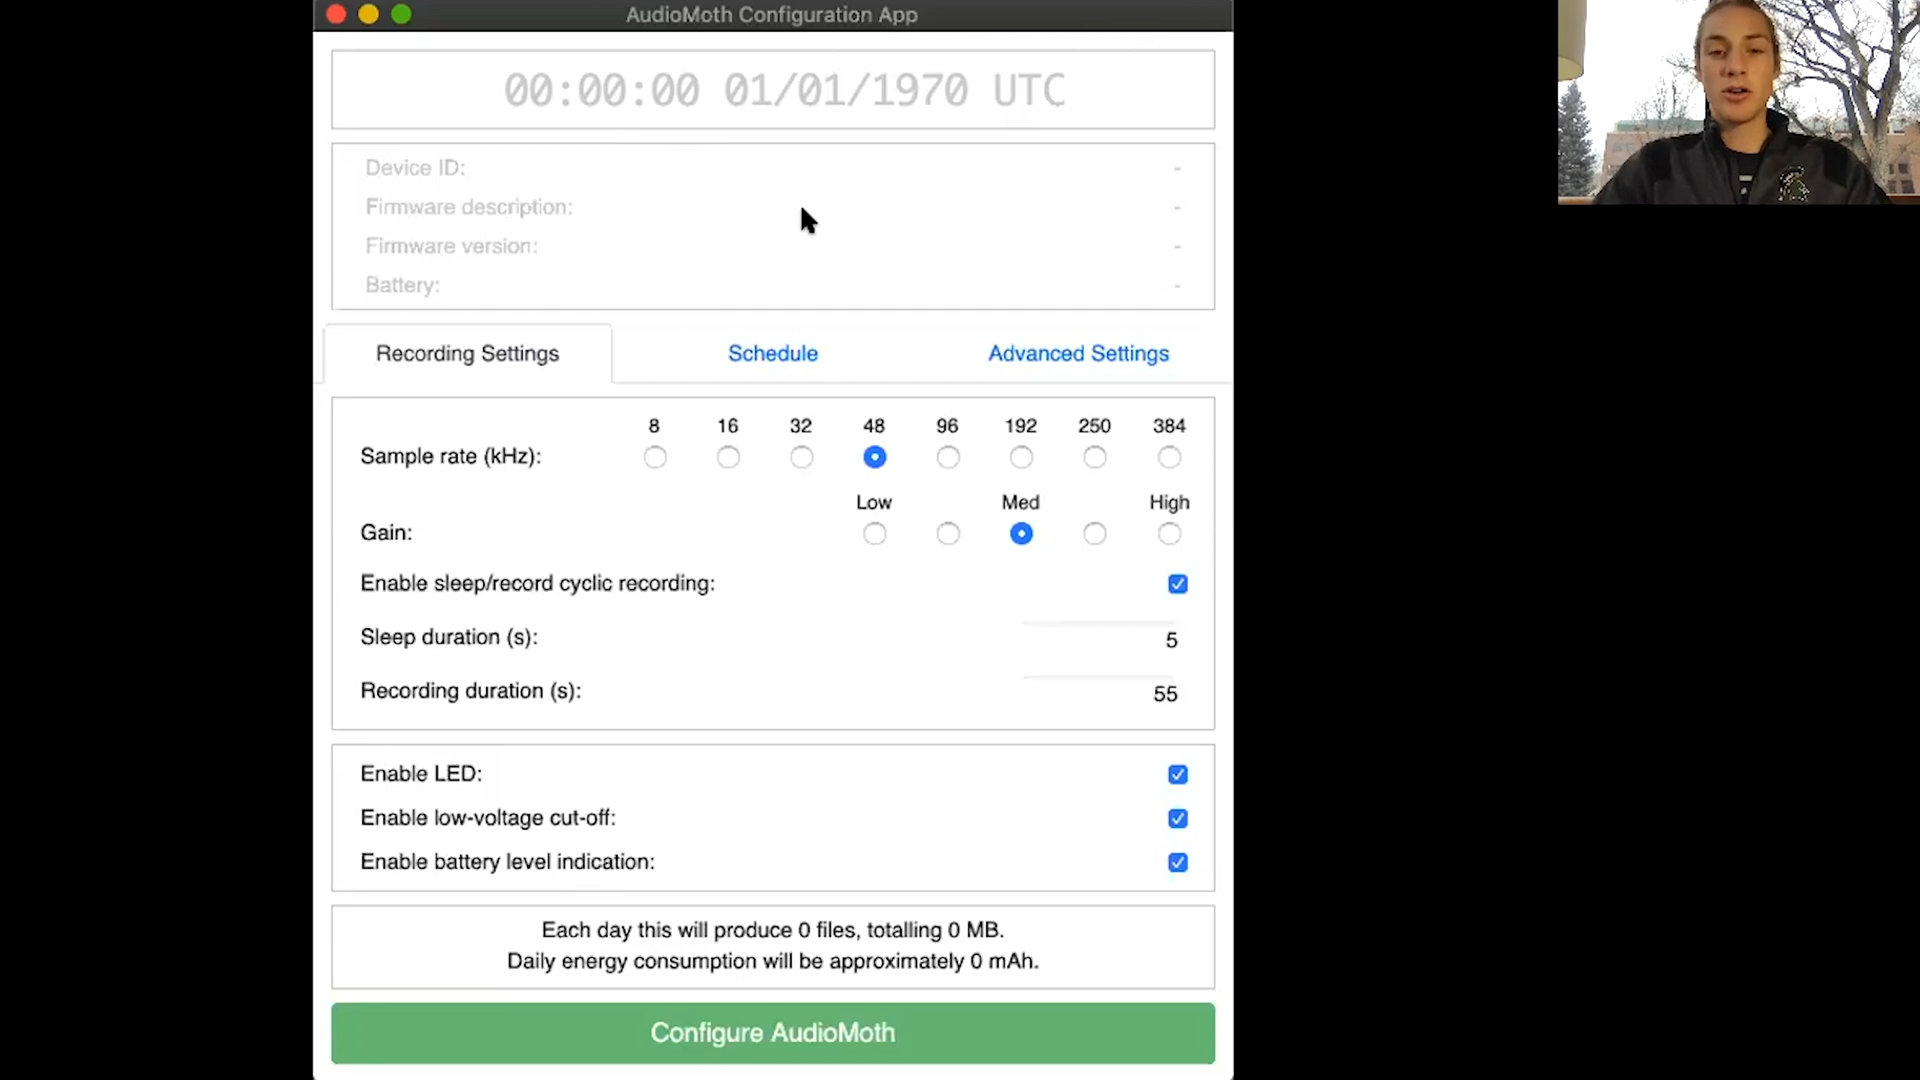 AudioMoth Configuration App
00:00:00 01/01/1970 UTC
Device ID: -
Firmware description: -
Firmware version: -
Battery: -
Recording Settings Schedule Advanced Settings
8 16 32 48 96 192 250 384
Sample rate (kHz):
Low Med High
Gain:
Enable sleep/record cyclic recording:
Sleep duration (s): 5
Recording duration (s): 55
Enable LED:
Enable low-voltage cut-off:
Enable battery level indication:
Each day this will produce 0 files, totalling 0 MB.
Daily energy consumption will be approximately 0 mAh.
Configure AudioMoth